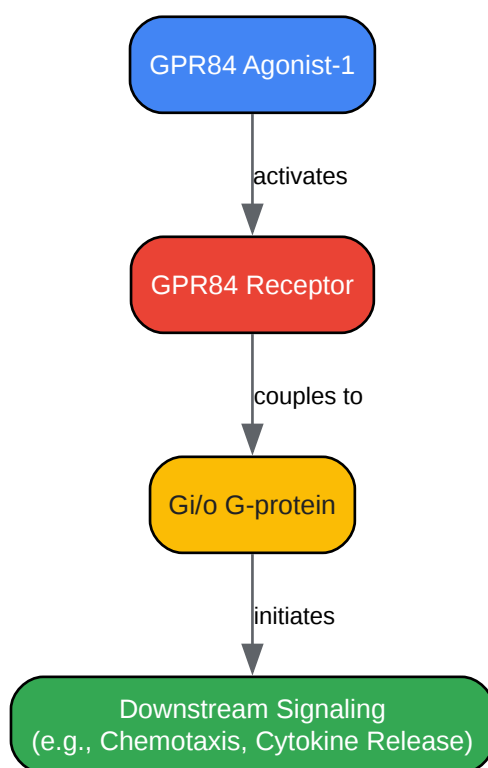 GPR84 Agonist-1
activates
GPR84 Receptor
couples to
Gi/o G-protein
initiates
Downstream Signaling
(e.g., Chemotaxis, Cytokine Release)